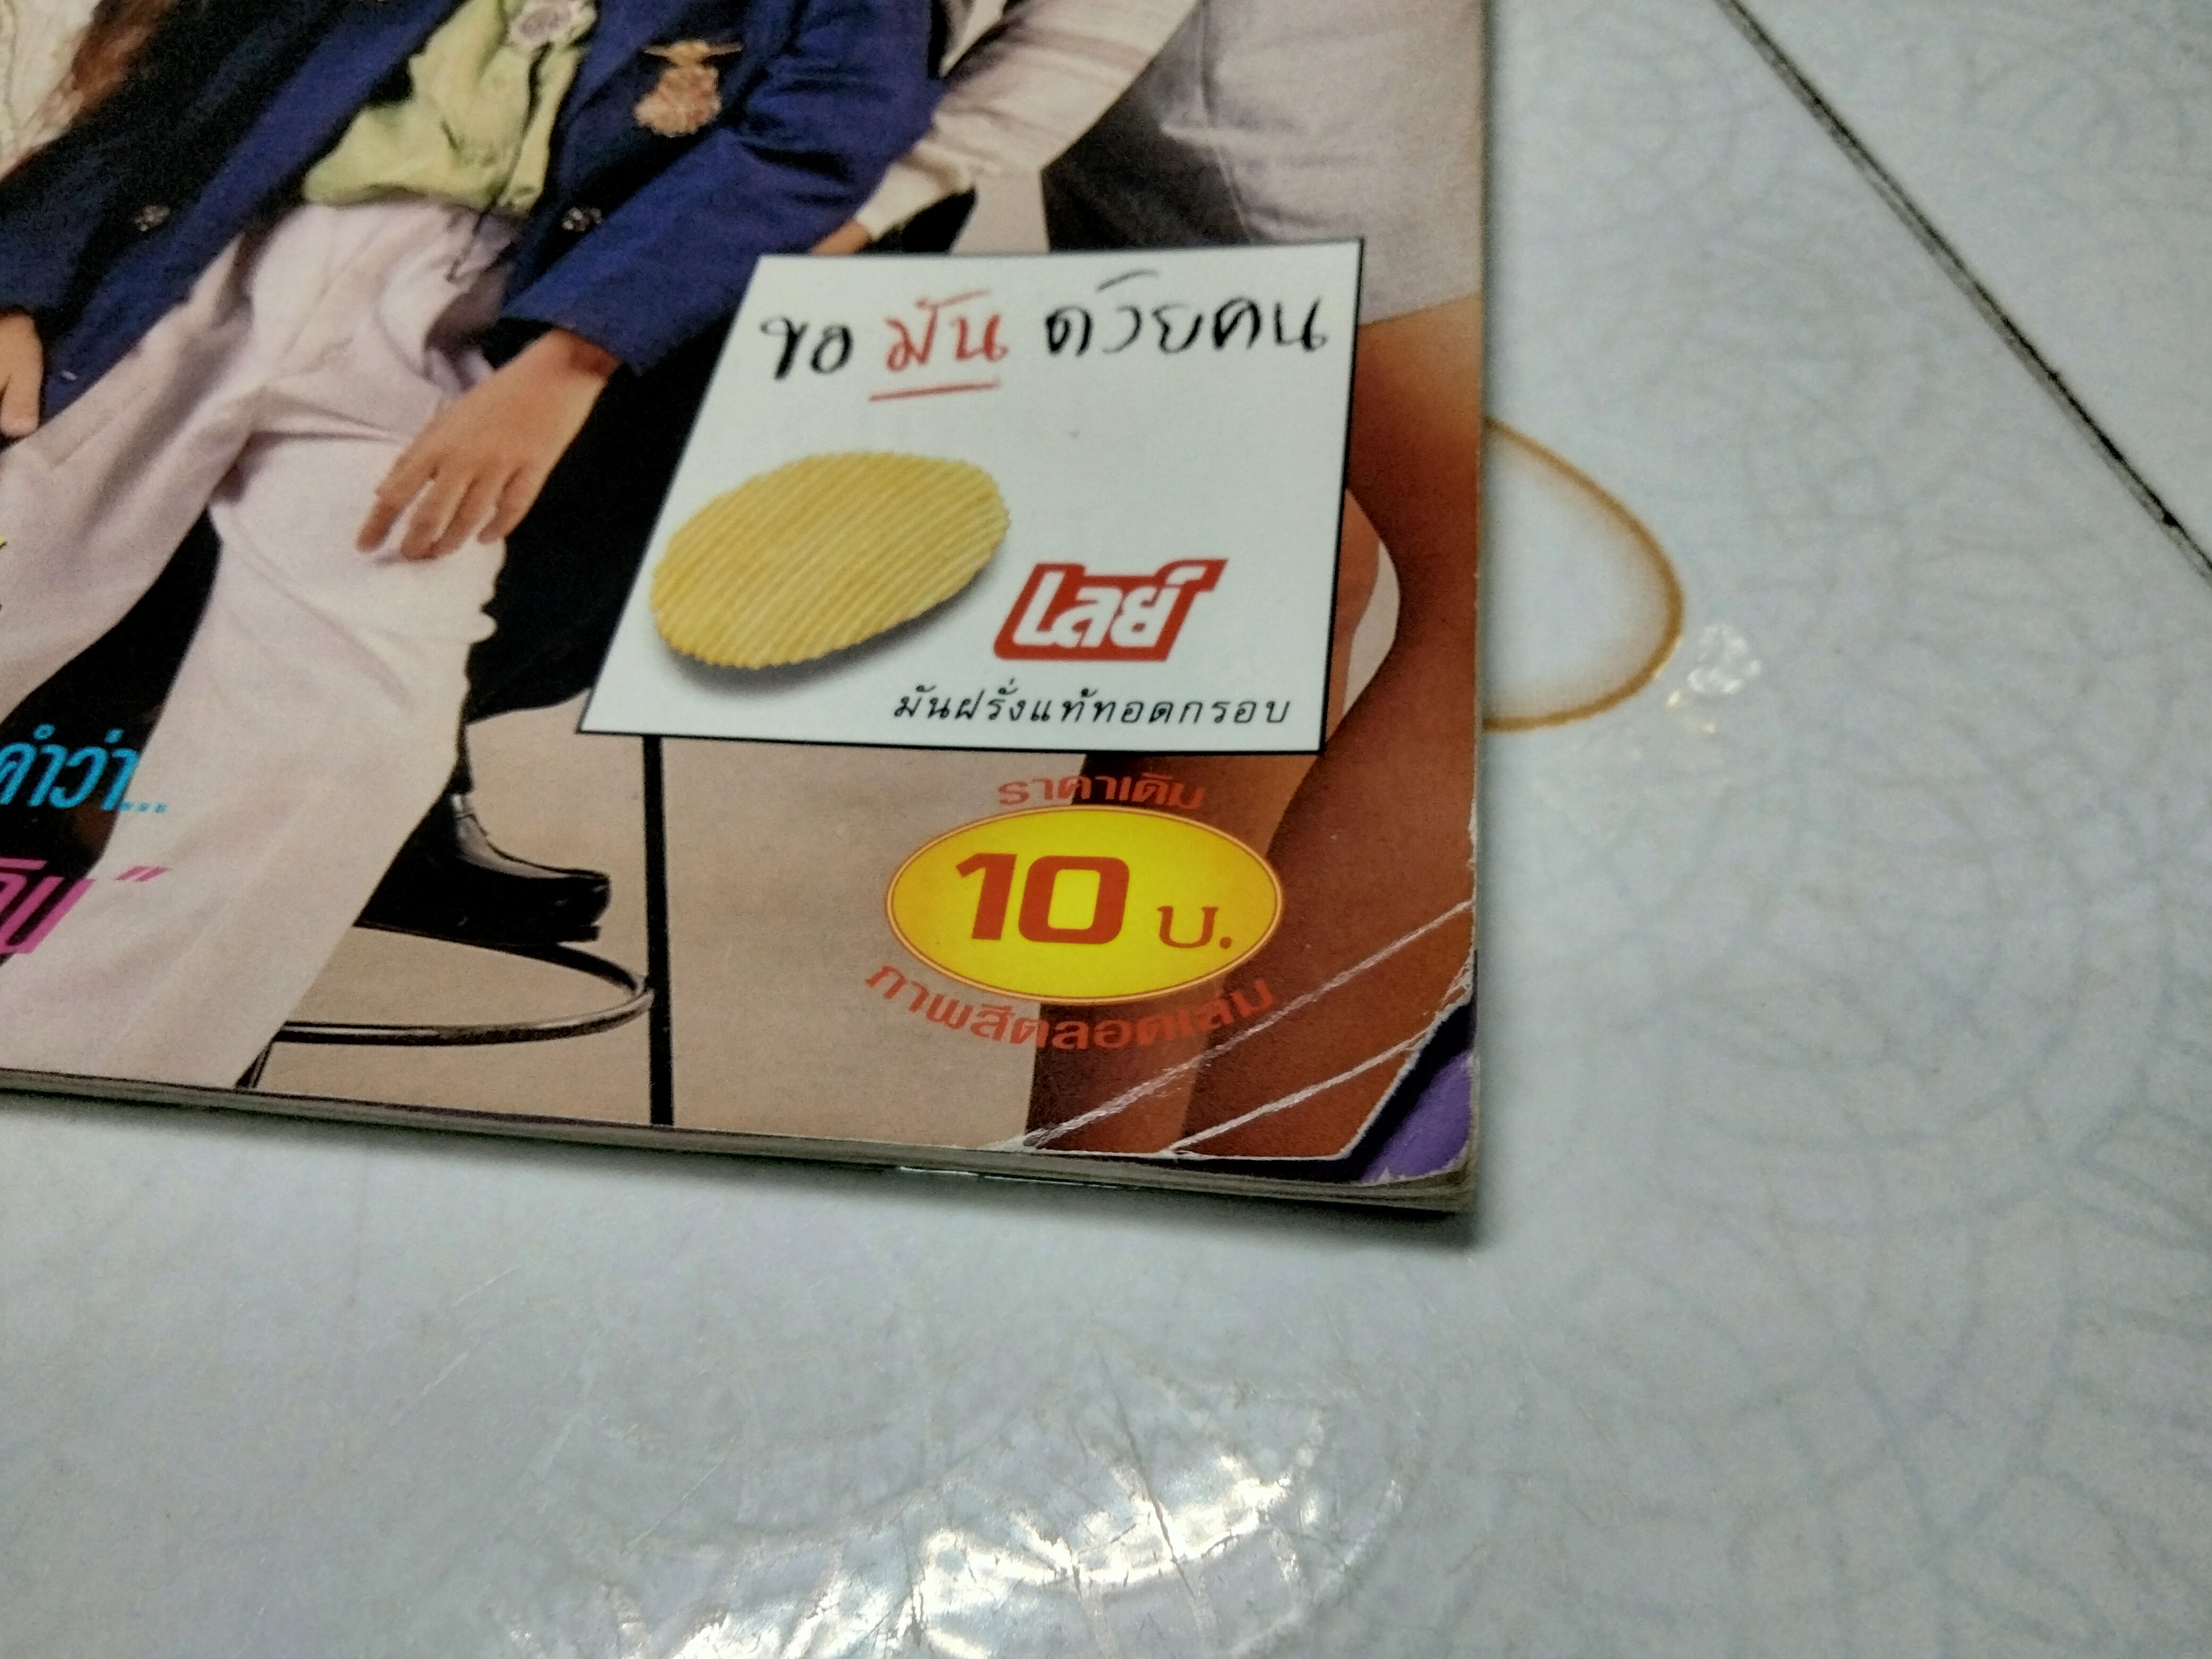 ขอ มัน ด้วยคน
เลย์
มันฝรั่งแท้ทอดกรอบ
คำว่า...
ราคาเดิม
10 บ.
ภาพสีตลอดเล่ม